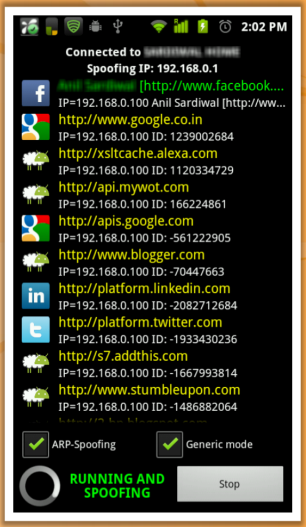 2:02 PM
Connected to
Spoofing IP: 192.168.0.1
[http://www.facebook....
IP=192.168.0.100 Anil Sardiwal [http://ww...
http://www.google.co.in
IP=192.168.0.100 ID: 1239002684
http://xsltcache.alexa.com
IP=192.168.0.100 ID: 1120334729
http://api.mywot.com
IP=192.168.0.100 ID: 166224861
http://apis.google.com
IP=192.168.0.100 ID: -561222905
http://www.blogger.com
IP=192.168.0.100 ID: -70447663
http://platform.linkedin.com
IP=192.168.0.100 ID: -2082712684
http://platform.twitter.com
IP=192.168.0.100 ID: -1933430236
http://s7.addthis.com
IP=192.168.0.100 ID: -1667993814
http://www.stumbleupon.com
IP=192.168.0.100 ID: -1486882064
ARP-Spoofing
Generic mode
RUNNING AND
SPOOFING
Stop